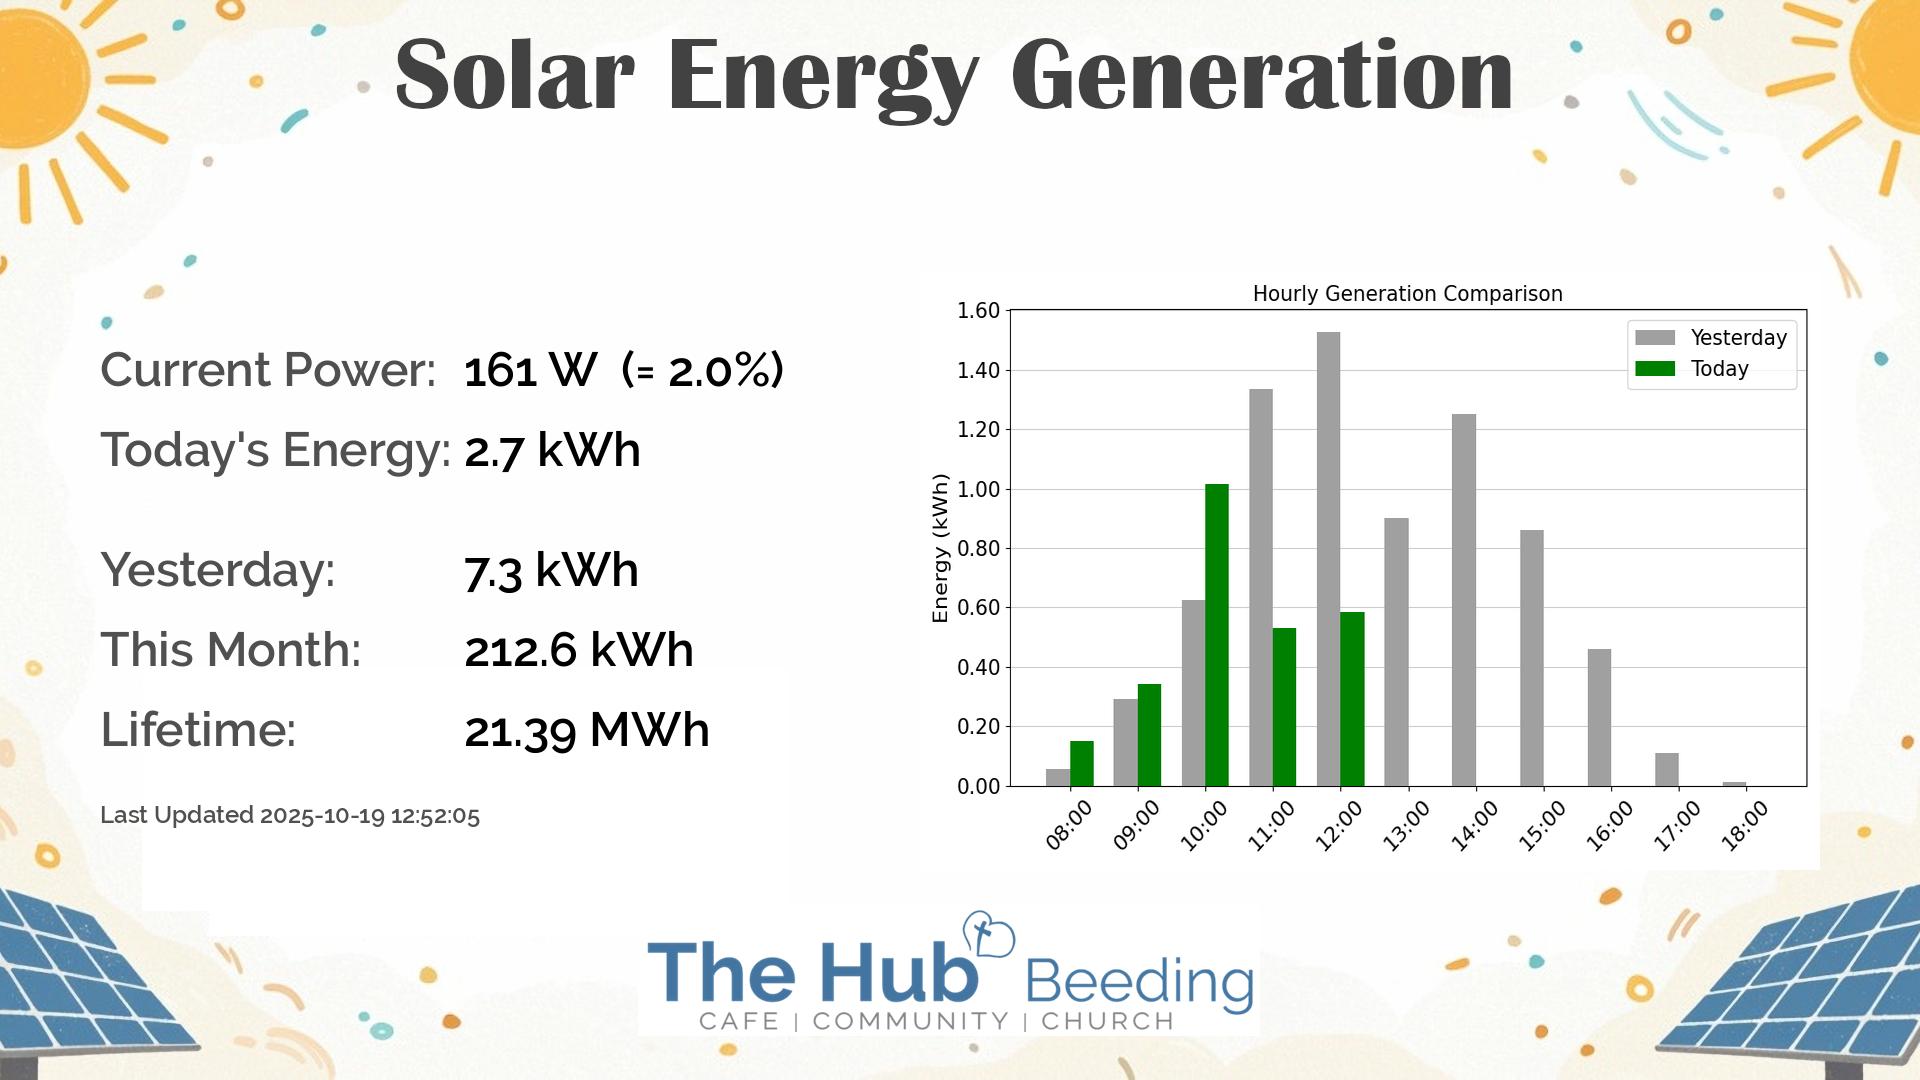 Solar Energy Generation
Current Power: 161 W (= 2.0%)
Today's Energy: 2.7 kWh
Yesterday: 7.3 kWh
This Month: 212.6 kWh
Lifetime: 21.39 MWh
Last Updated 2025-10-19 12:52:05
Hourly Generation Comparison
Yesterday
Today
Energy (kWh)
1.60
1.40
1.20
1.00
0.80
0.60
0.40
0.20
0.00
08:00 09:00 10:00 11:00 12:00 13:00 14:00 15:00 16:00 17:00 18:00
The Hub Beeding
CAFE | COMMUNITY | CHURCH